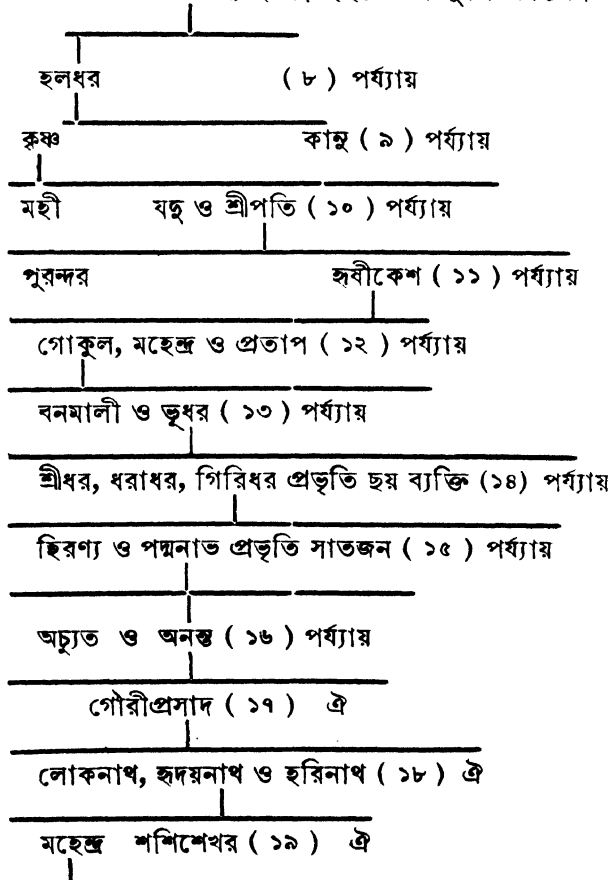 হলধর ( ৮ ) পর্য্যায়
কৃষ্ণ কানু ( ৯ ) পর্য্যায়
মহী যদু ও শ্রীপতি ( ১০ ) পর্য্যায়
পুরন্দর হৃষীকেশ ( ১১ ) পর্য্যায়
গোকুল, মহেন্দ্র ও প্রতাপ ( ১২ ) পর্য্যায়
বনমালী ও ভূধর ( ১৩ ) পর্য্যায়
শ্রীধর, ধরাধর, গিরিধর প্রভৃতি ছয় ব্যক্তি (১৪) পর্য্যায়
হিরণ্য ও পদ্মনাভ প্রভৃতি সাতজন ( ১৫ ) পর্য্যায়
অচ্যুত ও অনন্ত ( ১৬ ) পর্য্যায়
গৌরীপ্রসাদ ( ১৭ ) ঐ
লোকনাথ, হৃদয়নাথ ও হরিনাথ ( ১৮ ) ঐ
মহেন্দ্র শশিশেখর ( ১৯ ) ঐ